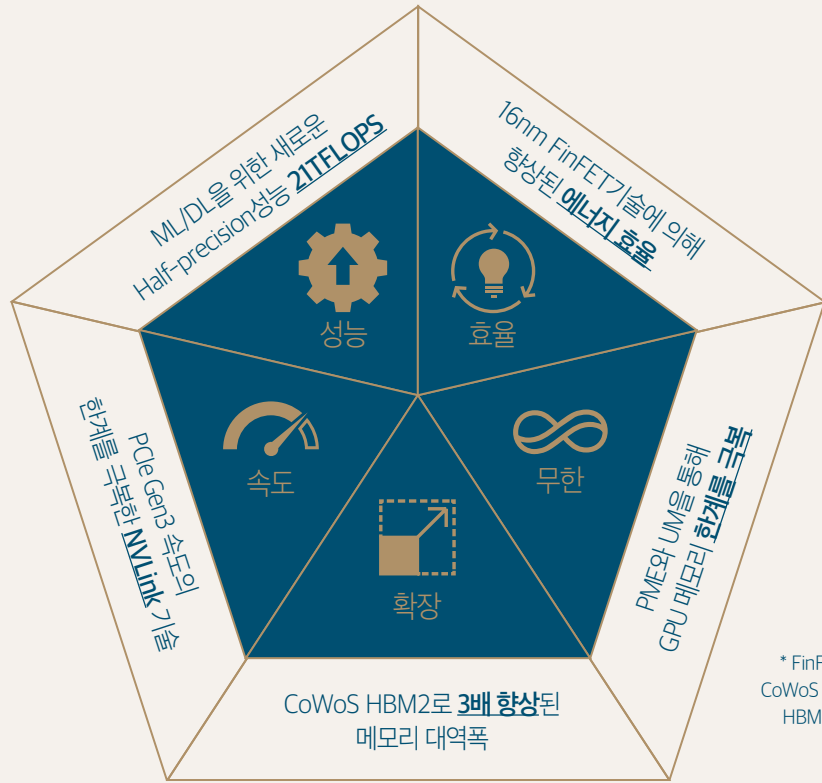 ML/DL을 위한 새로운
Half-precision성능 21TFLOPS
16nm FinFET기술에 의해
향상된 에너지 효율
성능
효율
속도
무한
확장
PCIe Gen3 속도의
한계를 극복한 NVLink 기술
PME와 UM을 통해
GPU 메모리 한계를 극복
CoWoS HBM2로 3배 향상된
메모리 대역폭
* FinF
CoWoS
HBM